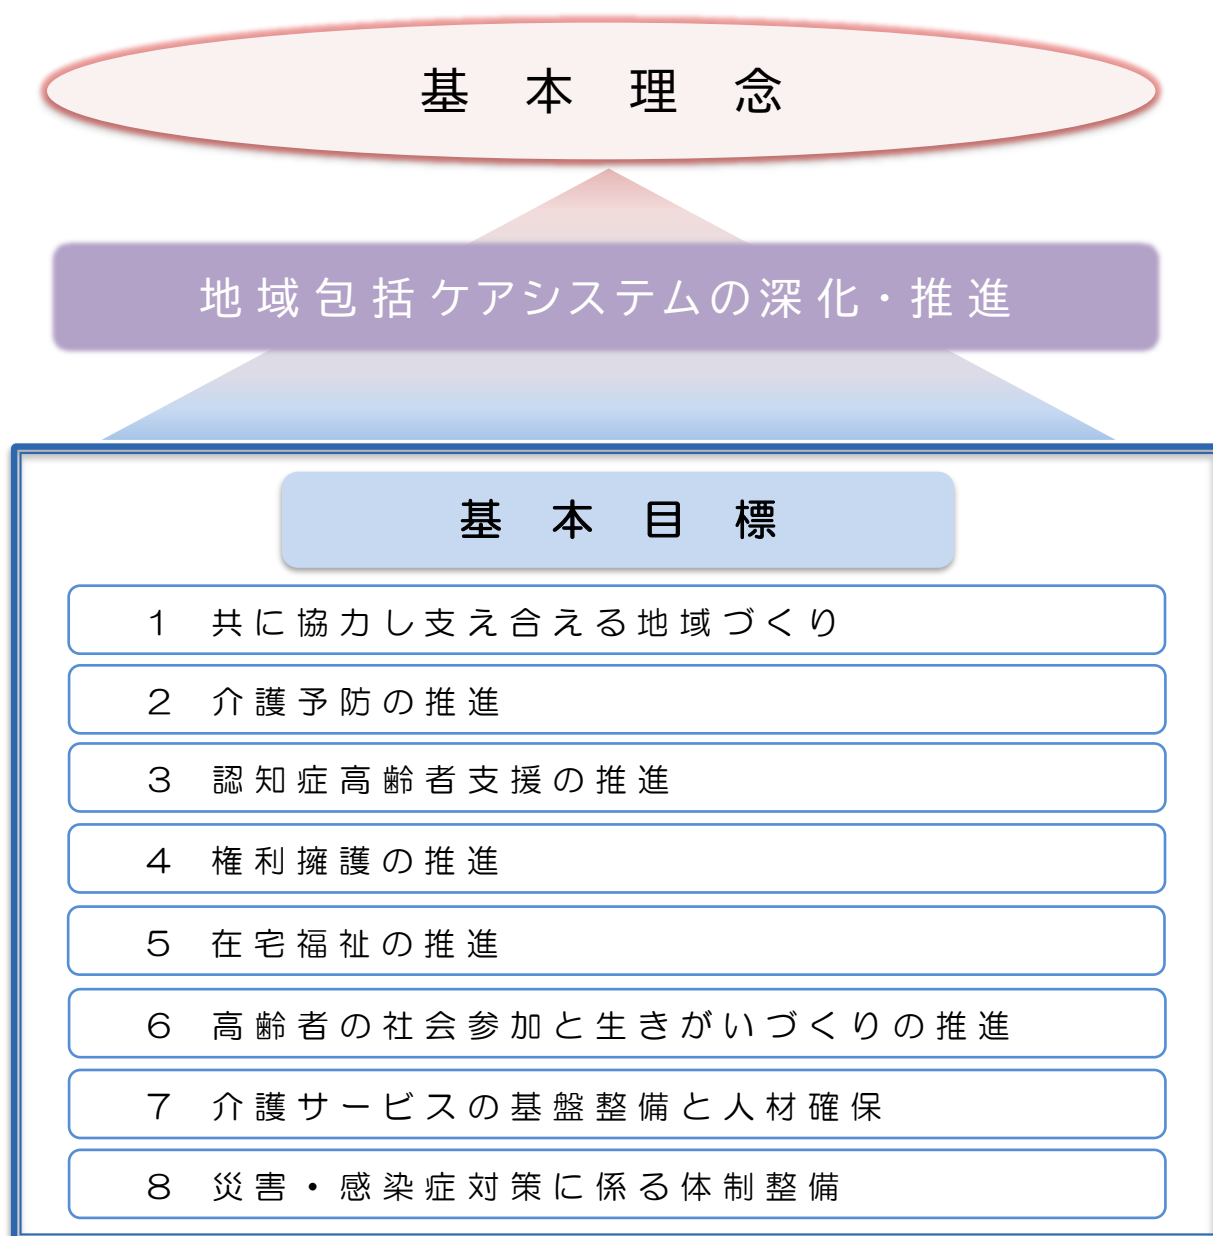 基本理念
地域包括ケアシステムの深化・推進
基本目標
1 共に協力し支え合える地域づくり
2 介護予防の推進
3 認知症高齢者支援の推進
4 権利擁護の推進
5 在宅福祉の推進
6 高齢者の社会参加と生きがいづくりの推進
7 介護サービスの基盤整備と人材確保
8 災害・感染症対策に係る体制整備